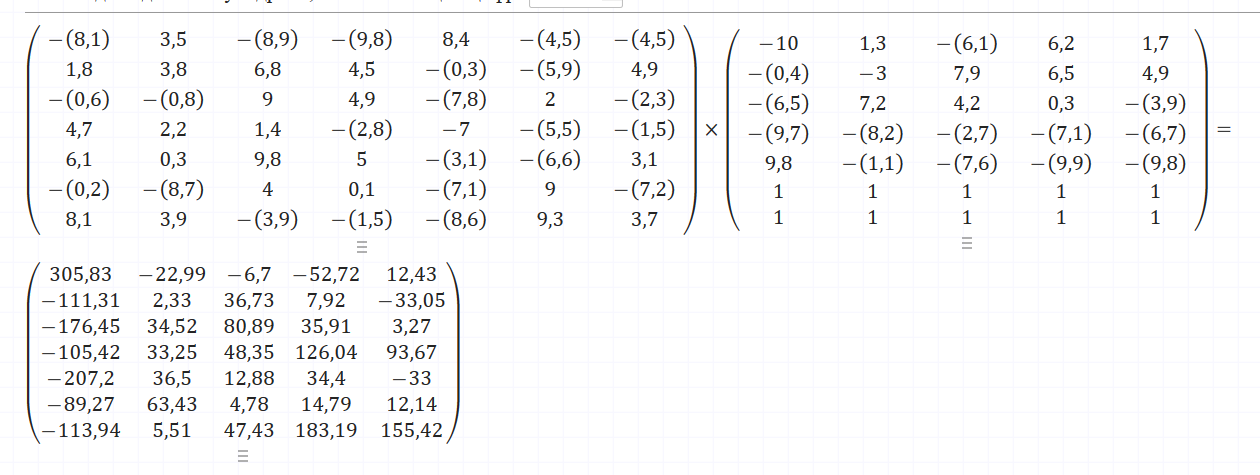 −(8,1) 3,5 −(8,9) −(9,8) 8,4 −(4,5) −(4,5)
1,8 3,8 6,8 4,5 −(0,3) −(5,9) 4,9
−(0,6) −(0,8) 9 4,9 −(7,8) 2 −(2,3)
4,7 2,2 1,4 −(2,8) −7 −(5,5) −(1,5)
6,1 0,3 9,8 5 −(3,1) −(6,6) 3,1
−(0,2) −(8,7) 4 0,1 −(7,1) 9 −(7,2)
8,1 3,9 −(3,9) −(1,5) −(8,6) 9,3 3,7
×
−10 1,3 −(6,1) 6,2 1,7
−(0,4) −3 7,9 6,5 4,9
−(6,5) 7,2 4,2 0,3 −(3,9)
−(9,7) −(8,2) −(2,7) −(7,1) −(6,7)
9,8 −(1,1) −(7,6) −(9,9) −(9,8)
1 1 1 1 1
1 1 1 1 1
=
305,83 −22,99 −6,7 −52,72 12,43
−111,31 2,33 36,73 7,92 −33,05
−176,45 34,52 80,89 35,91 3,27
−105,42 33,25 48,35 126,04 93,67
−207,2 36,5 12,88 34,4 −33
−89,27 63,43 4,78 14,79 12,14
−113,94 5,51 47,43 183,19 155,42